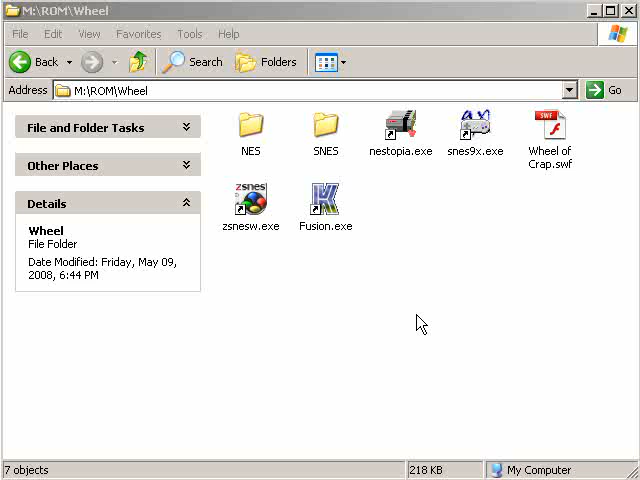 M:\ROM\Wheel
File Edit View Favorites Tools Help
Back Search Folders
Address M:\ROM\Wheel Go
File and Folder Tasks
Other Places
Details
Wheel
File Folder
Date Modified: Friday, May 09,
2008, 6:44 PM
NES
SNES
nestopia.exe
snes9x.exe
SWF
Wheel of
Crap.swf
zsnes
zsnesw.exe
Fusion.exe
7 objects 218 KB My Computer